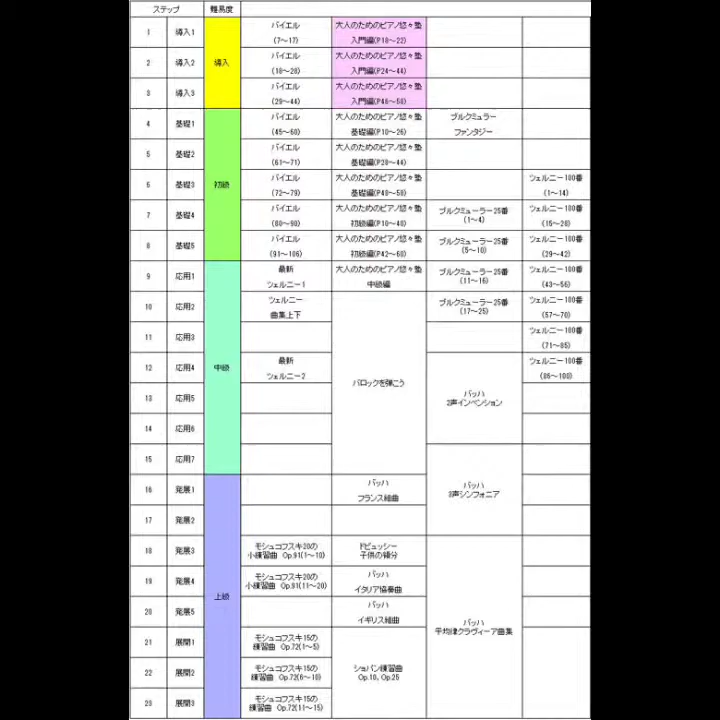 ステップ 難易度
1 導入1 バイエル 大人のためのピアノ悠々塾
(7～17) 入門編(P18～22)
2 導入2 導入 バイエル 大人のためのピアノ悠々塾
(18～28) 入門編(P24～44)
3 導入3 バイエル 大人のためのピアノ悠々塾
(29～44) 入門編(P46～58)
4 基礎1 バイエル 大人のためのピアノ悠々塾 ブルクミュラー
(45～60) 基礎編(P10～26) ファンタジー
5 基礎2 バイエル 大人のためのピアノ悠々塾
(61～71) 基礎編(P28～44)
6 基礎3 初級 バイエル 大人のためのピアノ悠々塾 ツェルニー100番
(72～79) 基礎編(P48～58) (1～14)
7 基礎4 バイエル 大人のためのピアノ悠々塾 ブルクミューラー25番 ツェルニー100番
(80～90) 初級編(P10～40) (1～4) (15～28)
8 基礎5 バイエル 大人のためのピアノ悠々塾 ブルクミューラー25番 ツェルニー100番
(91～106) 初級編(P42～60) (5～10) (29～42)
9 応用1 最新 大人のためのピアノ悠々塾 ブルクミューラー25番 ツェルニー100番
ツェルニー1 中級編 (11～16) (43～56)
10 応用2 ツェルニー ブルクミューラー25番 ツェルニー100番
曲集上下 (17～25) (57～70)
11 応用3 ツェルニー100番
(71～85)
12 応用4 中級 最新 ツェルニー100番
ツェルニー2 バロックを弾こう (86～100)
13 応用5 バッハ
2声インベンション
14 応用6
15 応用7
16 発展1 バッハ バッハ
フランス組曲 3声シンフォニア
17 発展2
18 発展3 モシュコフスキ20の ドビュッシー
小練習曲 Op.91(1～10) 子供の領分
19 発展4 モシュコフスキ20の バッハ
小練習曲 Op.91(11～20) イタリア協奏曲
上級
20 発展5 バッハ バッハ
イギリス組曲 平均律クラヴィーア曲集
21 展開1 モシュコフスキ15の
練習曲 Op.72(1～5)
22 展開2 モシュコフスキ15の ショパン練習曲
練習曲 Op.72(6～10) Op.10, Op.25
23 展開3 モシュコフスキ15の
練習曲 Op.72(11～15)